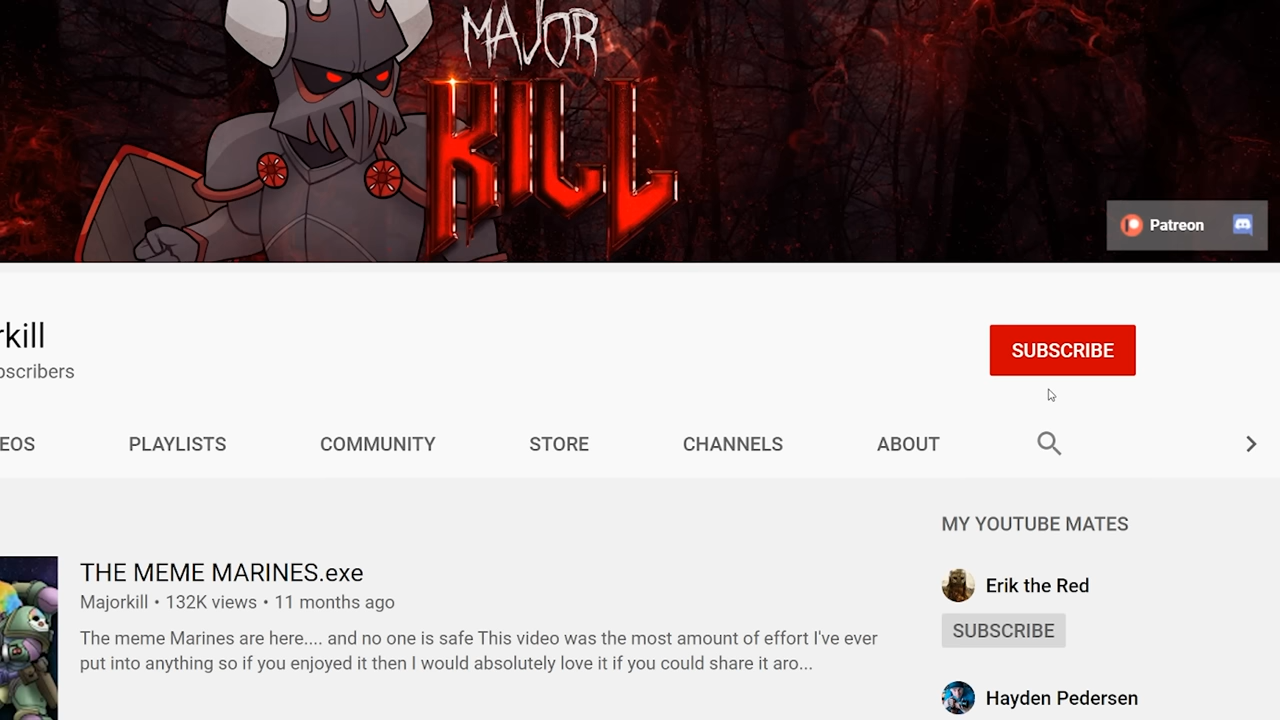 MAJOR
KILL
Patreon
rkill
SUBSCRIBE
bscribers
EOS
PLAYLISTS
COMMUNITY
STORE
CHANNELS
ABOUT
MY YOUTUBE MATES
THE MEME MARINES.exe
Majorkill • 132K views • 11 months ago
The meme Marines are here.... and no one is safe This video was the most amount of effort I've ever
put into anything so if you enjoyed it then I would absolutely love it if you could share it aro...
Erik the Red
SUBSCRIBE
Hayden Pedersen